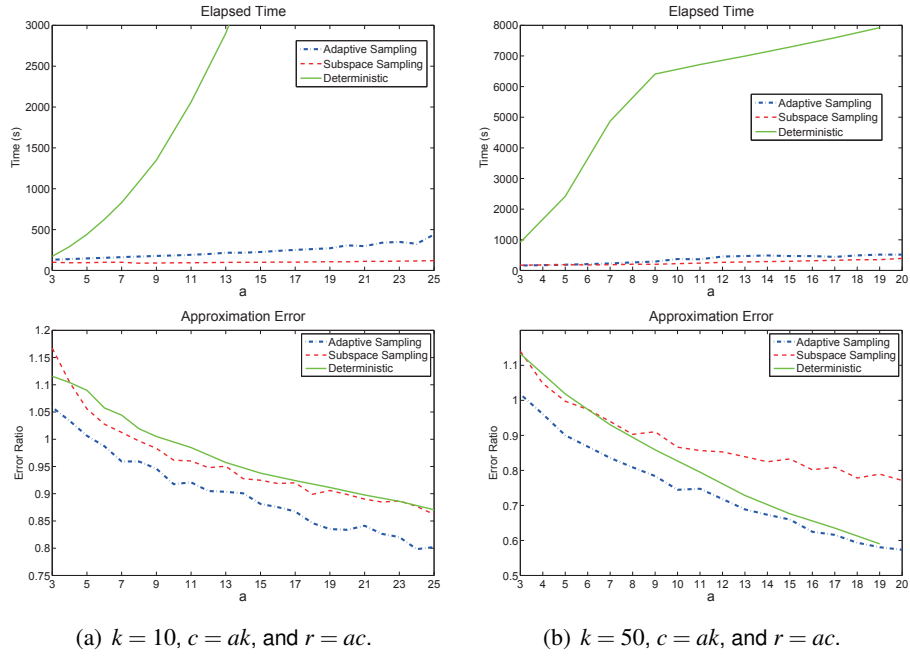 Elapsed Time
3000
2500
2000
1500
1000
500
0
Time (s)
3 5 7 9 11 13 15 17 19 21 23 25
a
Adaptive Sampling
Subspace Sampling
Deterministic
Approximation Error
1.2
1.15
1.1
1.05
1
0.95
0.9
0.85
0.8
0.75
Error Ratio
3 5 7 9 11 13 15 17 19 21 23 25
a
Adaptive Sampling
Subspace Sampling
Deterministic
(a) k = 10, c = ak, and r = ac.
Elapsed Time
8000
7000
6000
5000
4000
3000
2000
1000
0
Time (s)
3 4 5 6 7 8 9 10 11 12 13 14 15 16 17 18 19 20
a
Adaptive Sampling
Subspace Sampling
Deterministic
Approximation Error
1.1
1
0.9
0.8
0.7
0.6
0.5
Error Ratio
3 4 5 6 7 8 9 10 11 12 13 14 15 16 17 18 19 20
a
Adaptive Sampling
Subspace Sampling
Deterministic
(b) k = 50, c = ak, and r = ac.